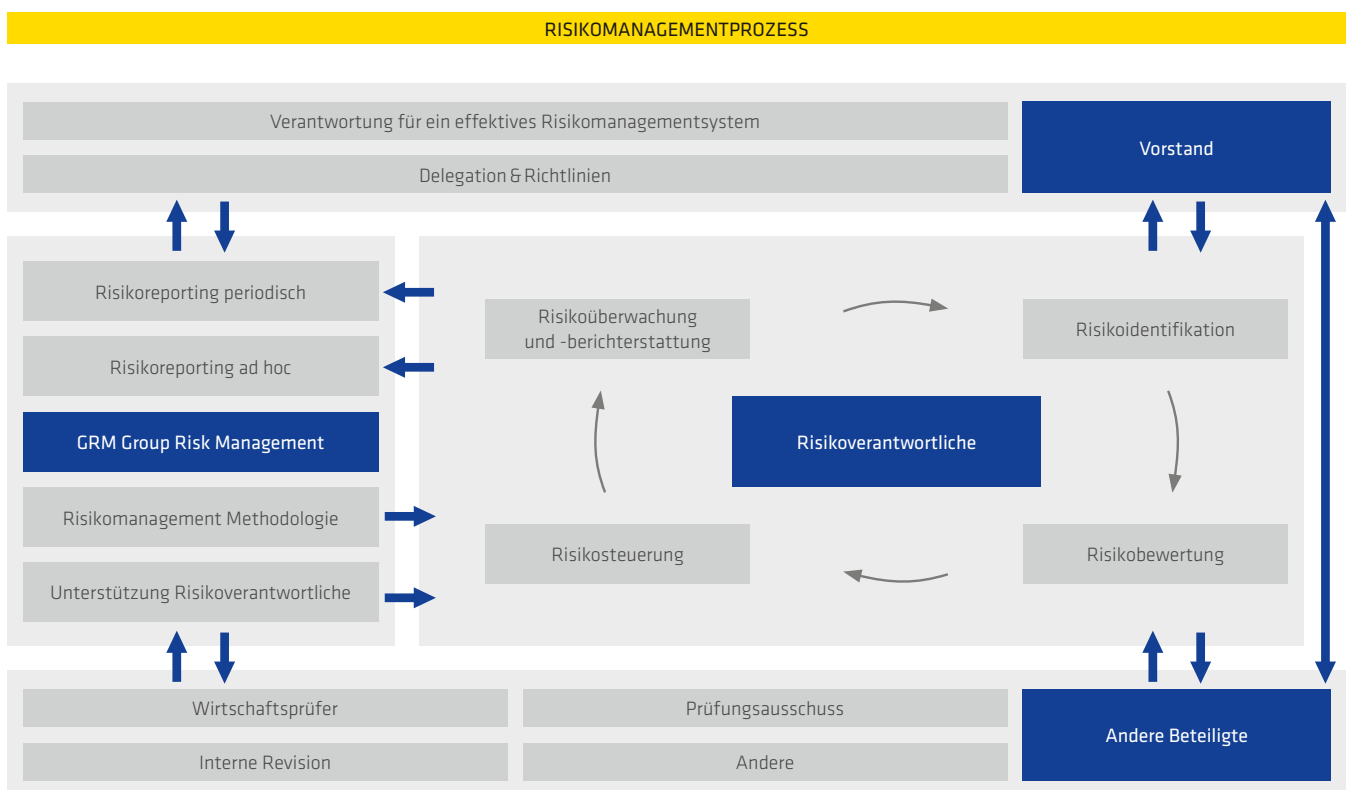 RISIKOMANAGEMENTPROZESS
Verantwortung für ein effektives Risikomanagementsystem
Delegation & Richtlinien
Vorstand
Risikoreporting periodisch
Risikoreporting ad hoc
GRM Group Risk Management
Risikomanagement Methodologie
Unterstützung Risikoverantwortliche
Risikoüberwachung
und -berichterstattung
Risikoidentifikation
Risikoverantwortliche
Risikosteuerung
Risikobewertung
Wirtschaftsprüfer
Prüfungsausschuss
Interne Revision
Andere
Andere Beteiligte